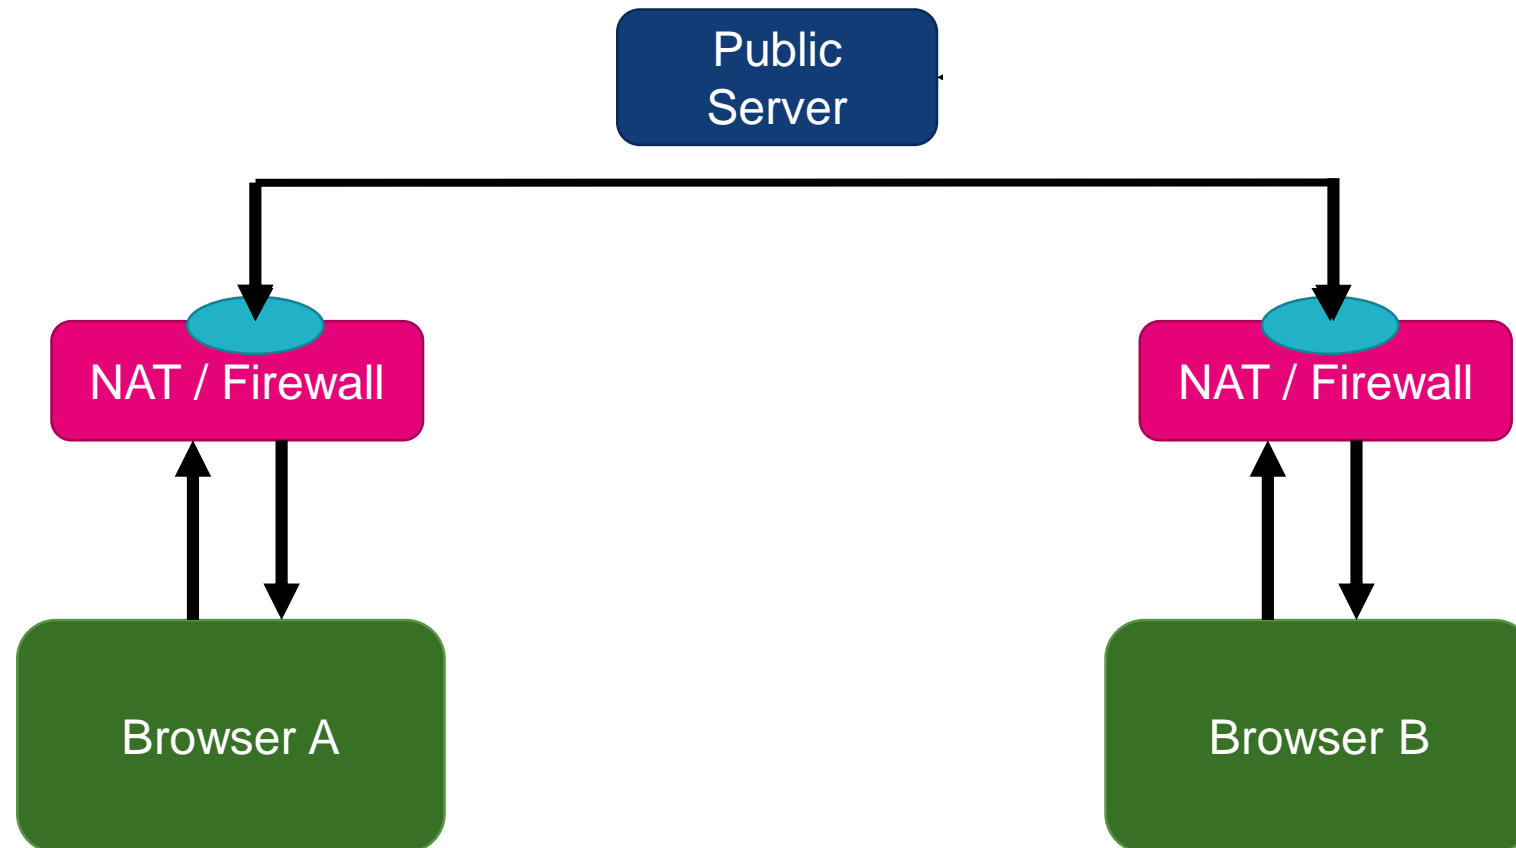 Public
Server
NAT / Firewall
NAT / Firewall
Browser A
Browser B